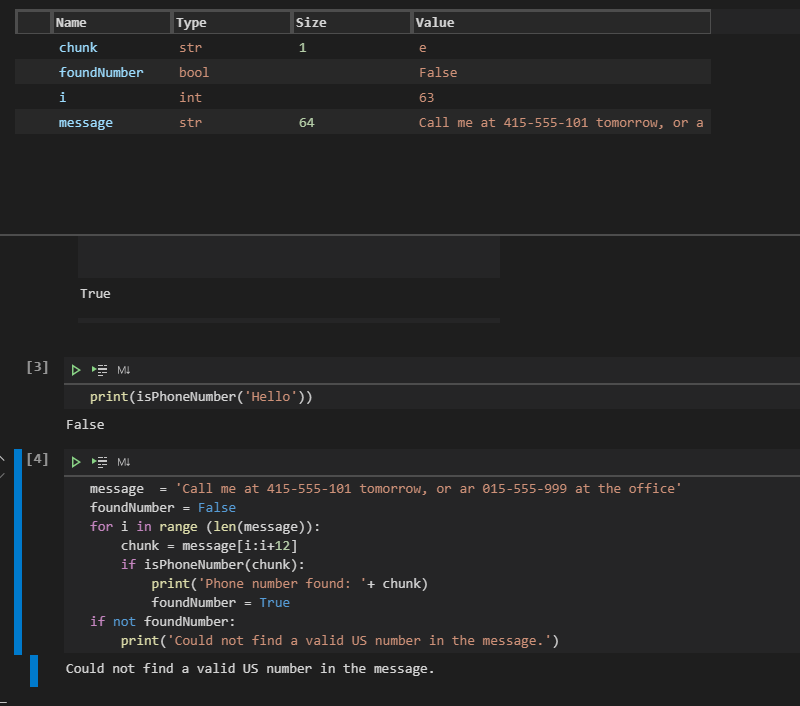 Name Type Size Value
chunk str 1 e
foundNumber bool False
i int 63
message str 64 Call me at 415-555-101 tomorrow, or a
True
[3]
M↓
print(isPhoneNumber('Hello'))
False
[4]
M↓
message  = 'Call me at 415-555-101 tomorrow, or ar 015-555-999 at the office'
foundNumber = False
for i in range (len(message)):
    chunk = message[i:i+12]
    if isPhoneNumber(chunk):
        print('Phone number found: '+ chunk)
        foundNumber = True
if not foundNumber:
    print('Could not find a valid US number in the message.')
Could not find a valid US number in the message.